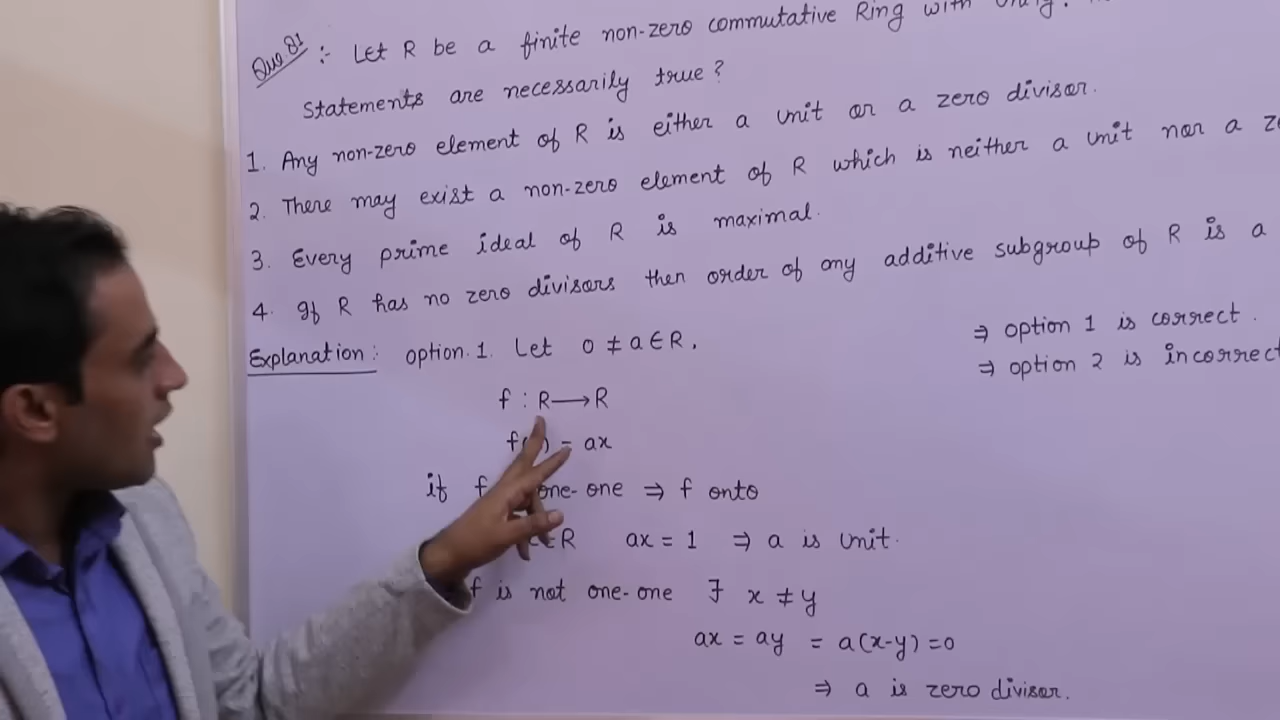 Que 81 :- Let R be a finite non-zero commutative Ring with
Statements are necessarily true?
1. Any non-zero element of R is either a unit or a zero divisor.
2. There may exist a non-zero element of R which is neither a unit nor a
3. Every prime ideal of R is maximal.
4. If R has no zero divisors then order of any additive subgroup of R is a
Explanation: option.1. Let 0 ≠ a ∈ R,
⇒ option 1 is correct.
⇒ option 2 is incorrect
f : R ⟶ R
f( ) = ax
if f one-one ⇒ f onto
∈R ax = 1 ⇒ a is unit.
f is not one-one ∃ x ≠ y
ax = ay = a(x-y) =0
⇒ a is zero divisor.